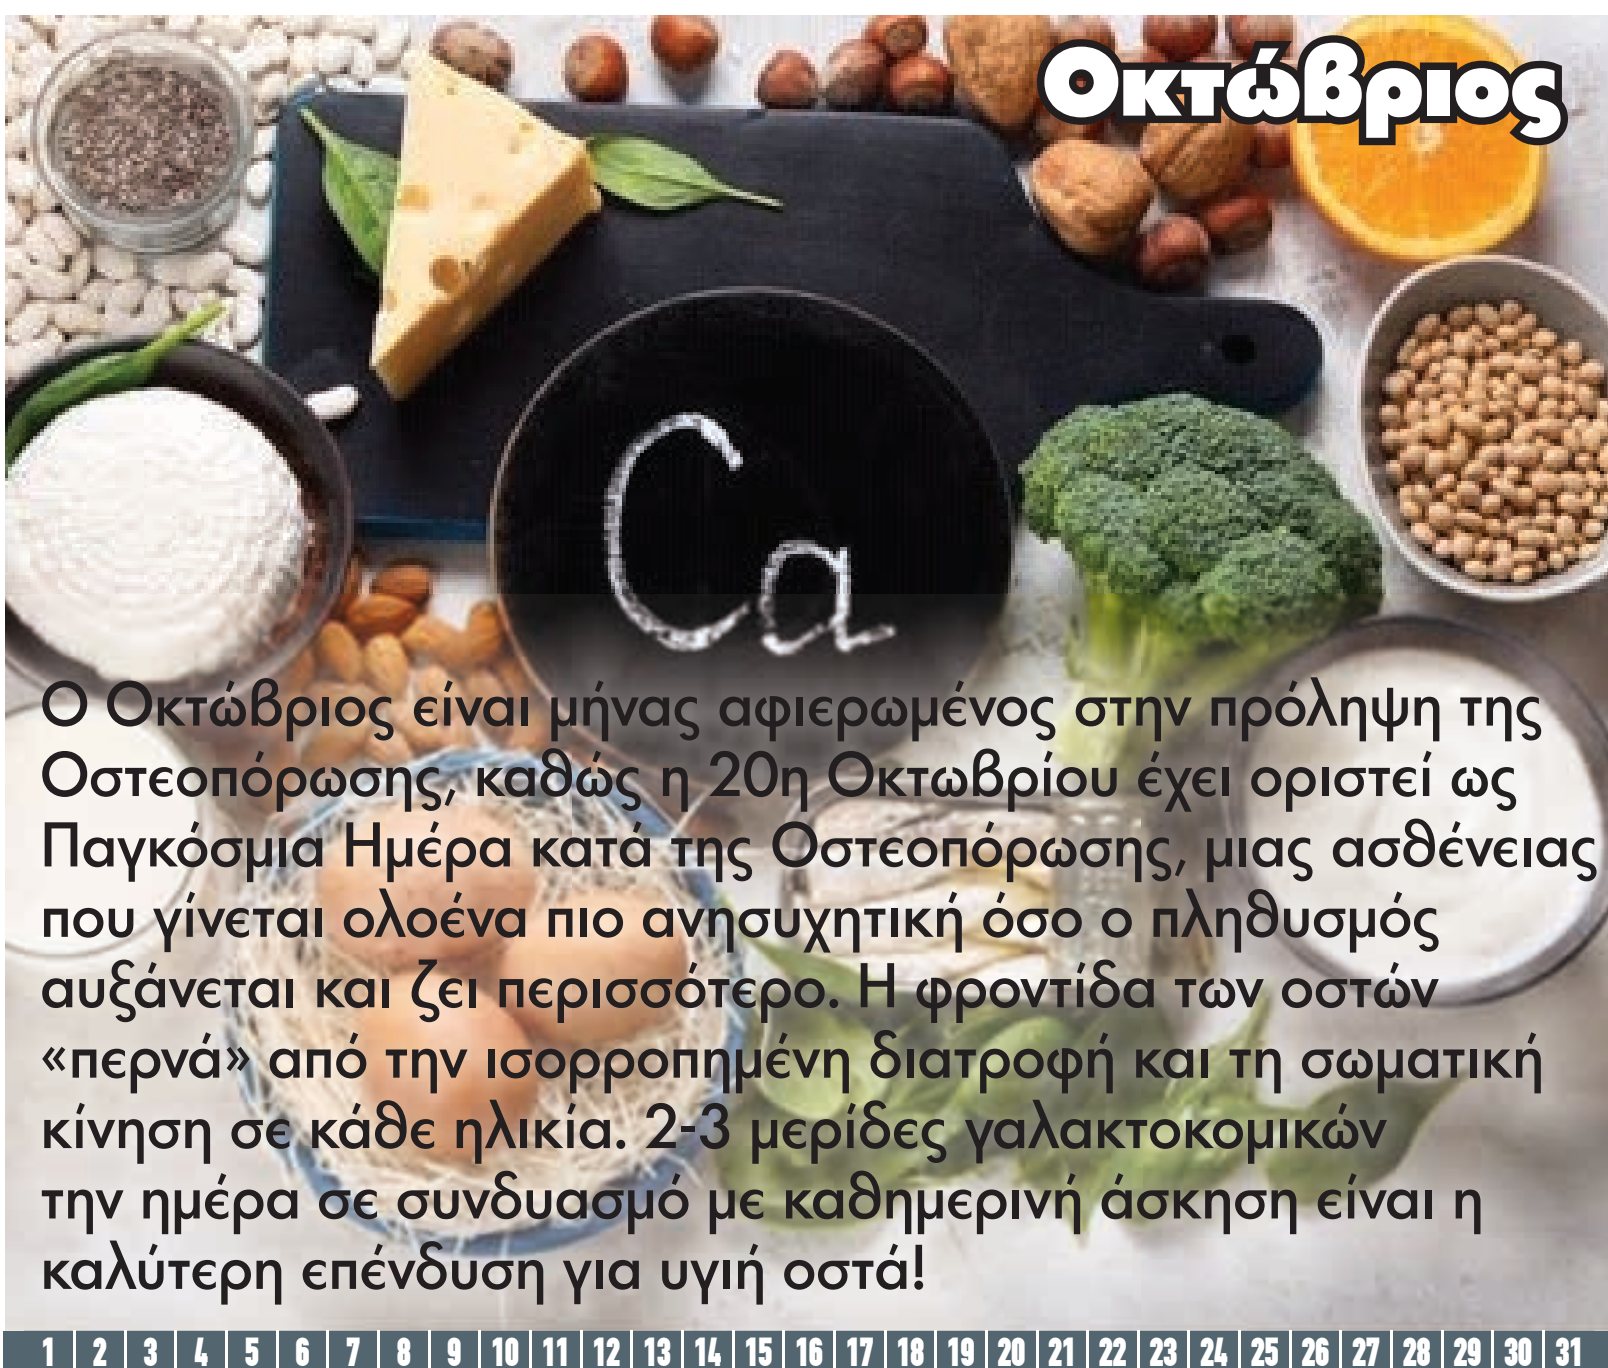 Οκτώβριος
Ca
Ο Οκτώβριος είναι μήνας αφιερωμένος στην πρόληψη της
Οστεοπόρωσης, καθώς η 20η Οκτωβρίου έχει οριστεί ως
Παγκόσμια Ημέρα κατά της Οστεοπόρωσης, μιας ασθένειας
που γίνεται ολοένα πιο ανησυχητική όσο ο πληθυσμός
αυξάνεται και ζει περισσότερο. Η φροντίδα των οστών
«περνά» από την ισορροπημένη διατροφή και τη σωματική
κίνηση σε κάθε ηλικία. 2-3 μερίδες γαλακτοκομικών
την ημέρα σε συνδυασμό με καθημερινή άσκηση είναι η
καλύτερη επένδυση για υγιή οστά!
1 2 3 4 5 6 7 8 9 10 11 12 13 14 15 16 17 18 19 20 21 22 23 24 25 26 27 28 29 30 31